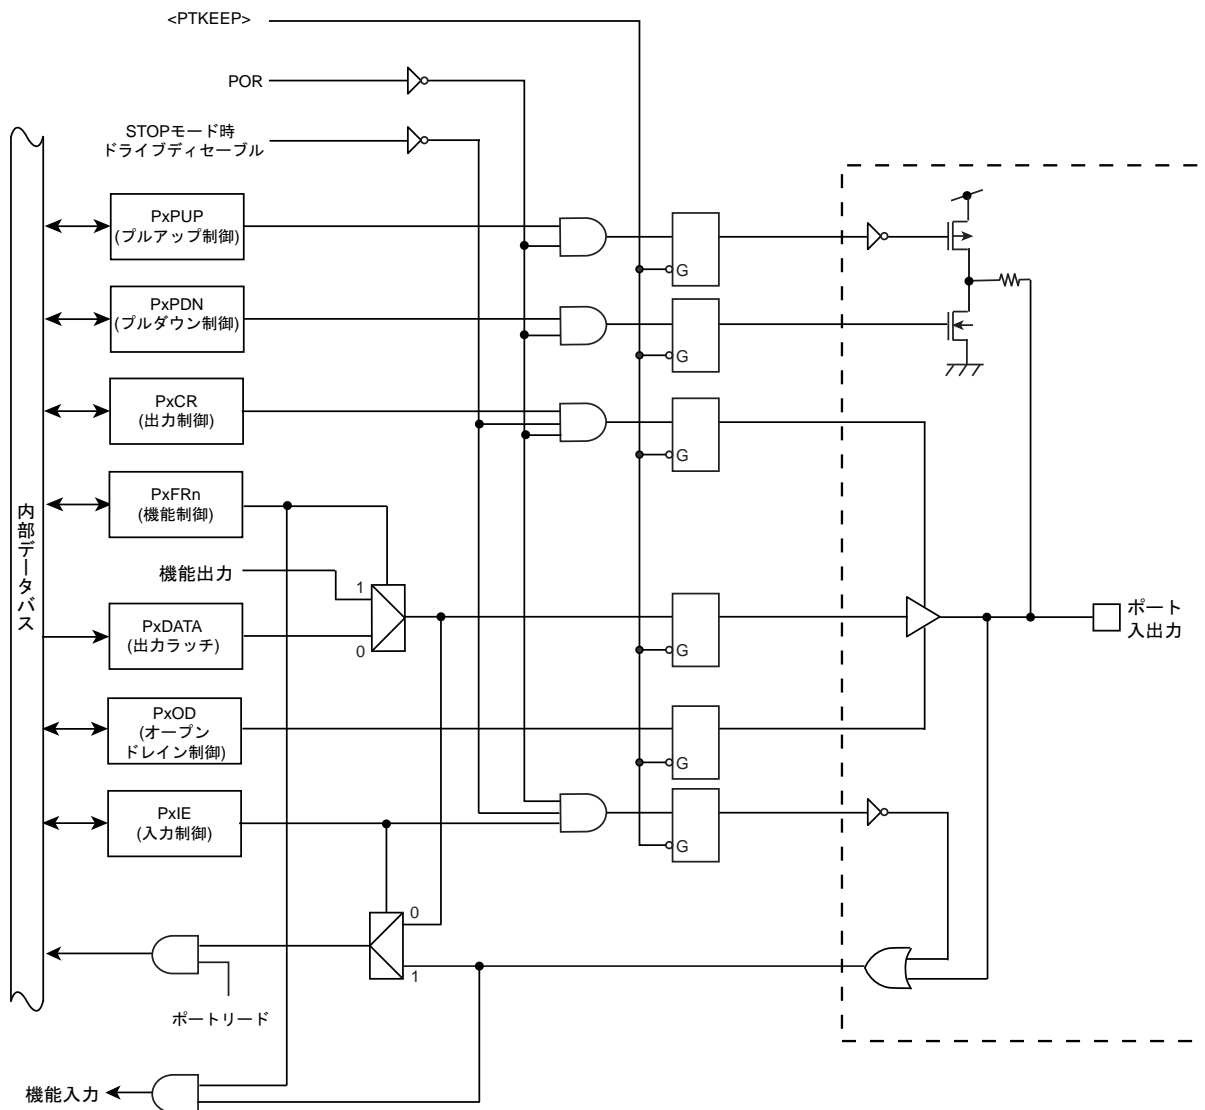 <PTKEEP>
POR
STOPモード時
ドライブディセーブル
PxPUP
(プルアップ制御)
G
PxPDN
(プルダウン制御)
G
PxCR
(出力制御)
G
PxFRn
(機能制御)
内部データバス
機能出力
1
PxDATA
(出力ラッチ)
0
G
ポート
入出力
PxOD
(オープン
ドレイン制御)
G
PxIE
(入力制御)
G
0
1
ポートリード
機能入力